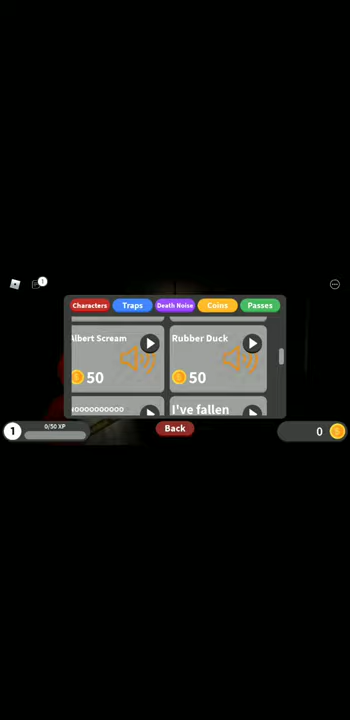 1
Characters Traps Death Noise Coins Passes
Albert Scream
Rubber Duck
50
50
I've fallen
1
0/50 XP
Back
0